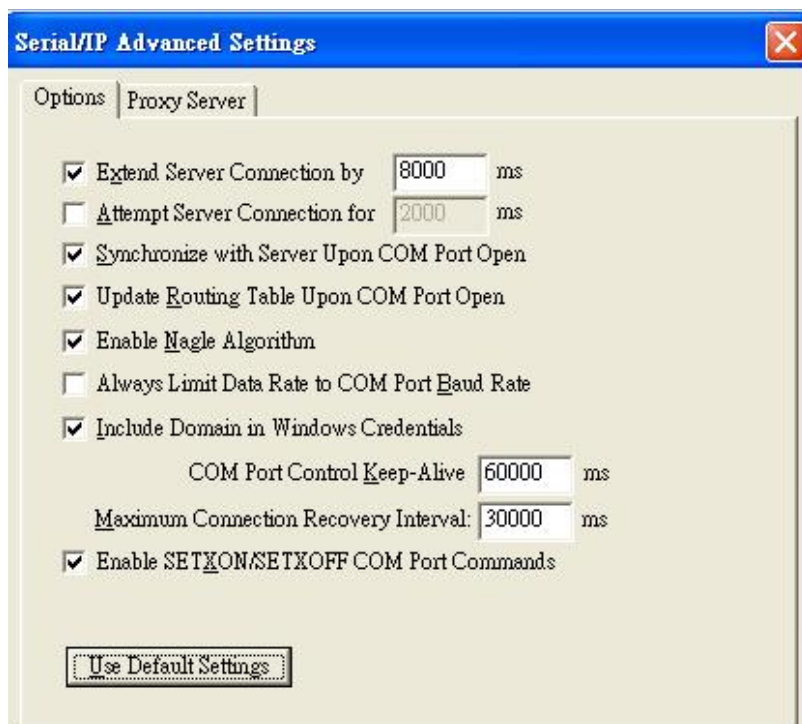 Serial/IP Advanced Settings
Options Proxy Server
Extend Server Connection by 8000 ms
Attempt Server Connection for 2000 ms
Synchronize with Server Upon COM Port Open
Update Routing Table Upon COM Port Open
Enable Nagle Algorithm
Always Limit Data Rate to COM Port Baud Rate
Include Domain in Windows Credentials
COM Port Control Keep-Alive 60000 ms
Maximum Connection Recovery Interval: 30000 ms
Enable SETXON/SETXOFF COM Port Commands
Use Default Settings